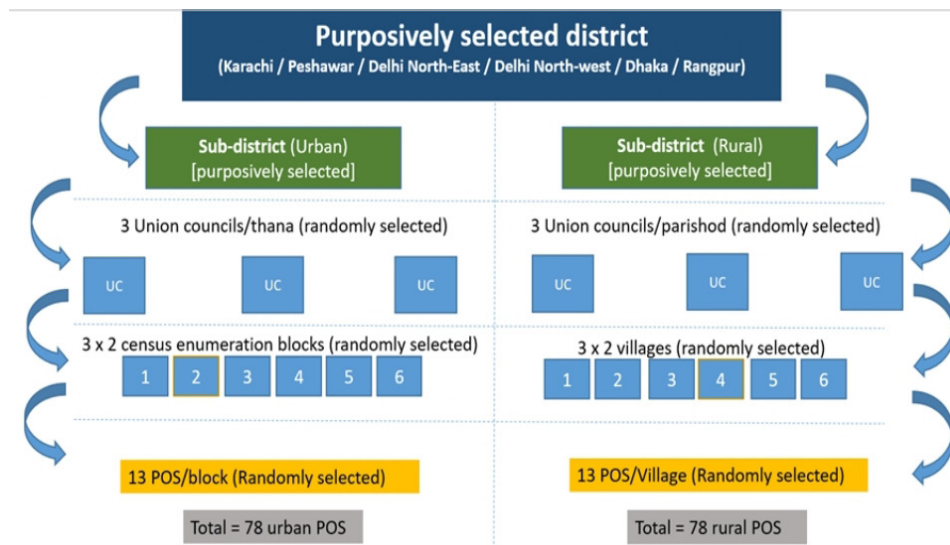 Purposively selected district
(Karachi / Peshawar / Delhi North-East / Delhi North-west / Dhaka / Rangpur)
Sub-district (Urban)
[purposively selected]
Sub-district (Rural)
[purposively selected]
3 Union councils/thana (randomly selected)
3 Union councils/parishod (randomly selected)
UC UC UC
UC UC UC
3 x 2 census enumeration blocks (randomly selected)
3 x 2 villages (randomly selected)
1 2 3 4 5 6
1 2 3 4 5 6
13 POS/block (Randomly selected)
13 POS/Village (Randomly selected)
Total = 78 urban POS
Total = 78 rural POS